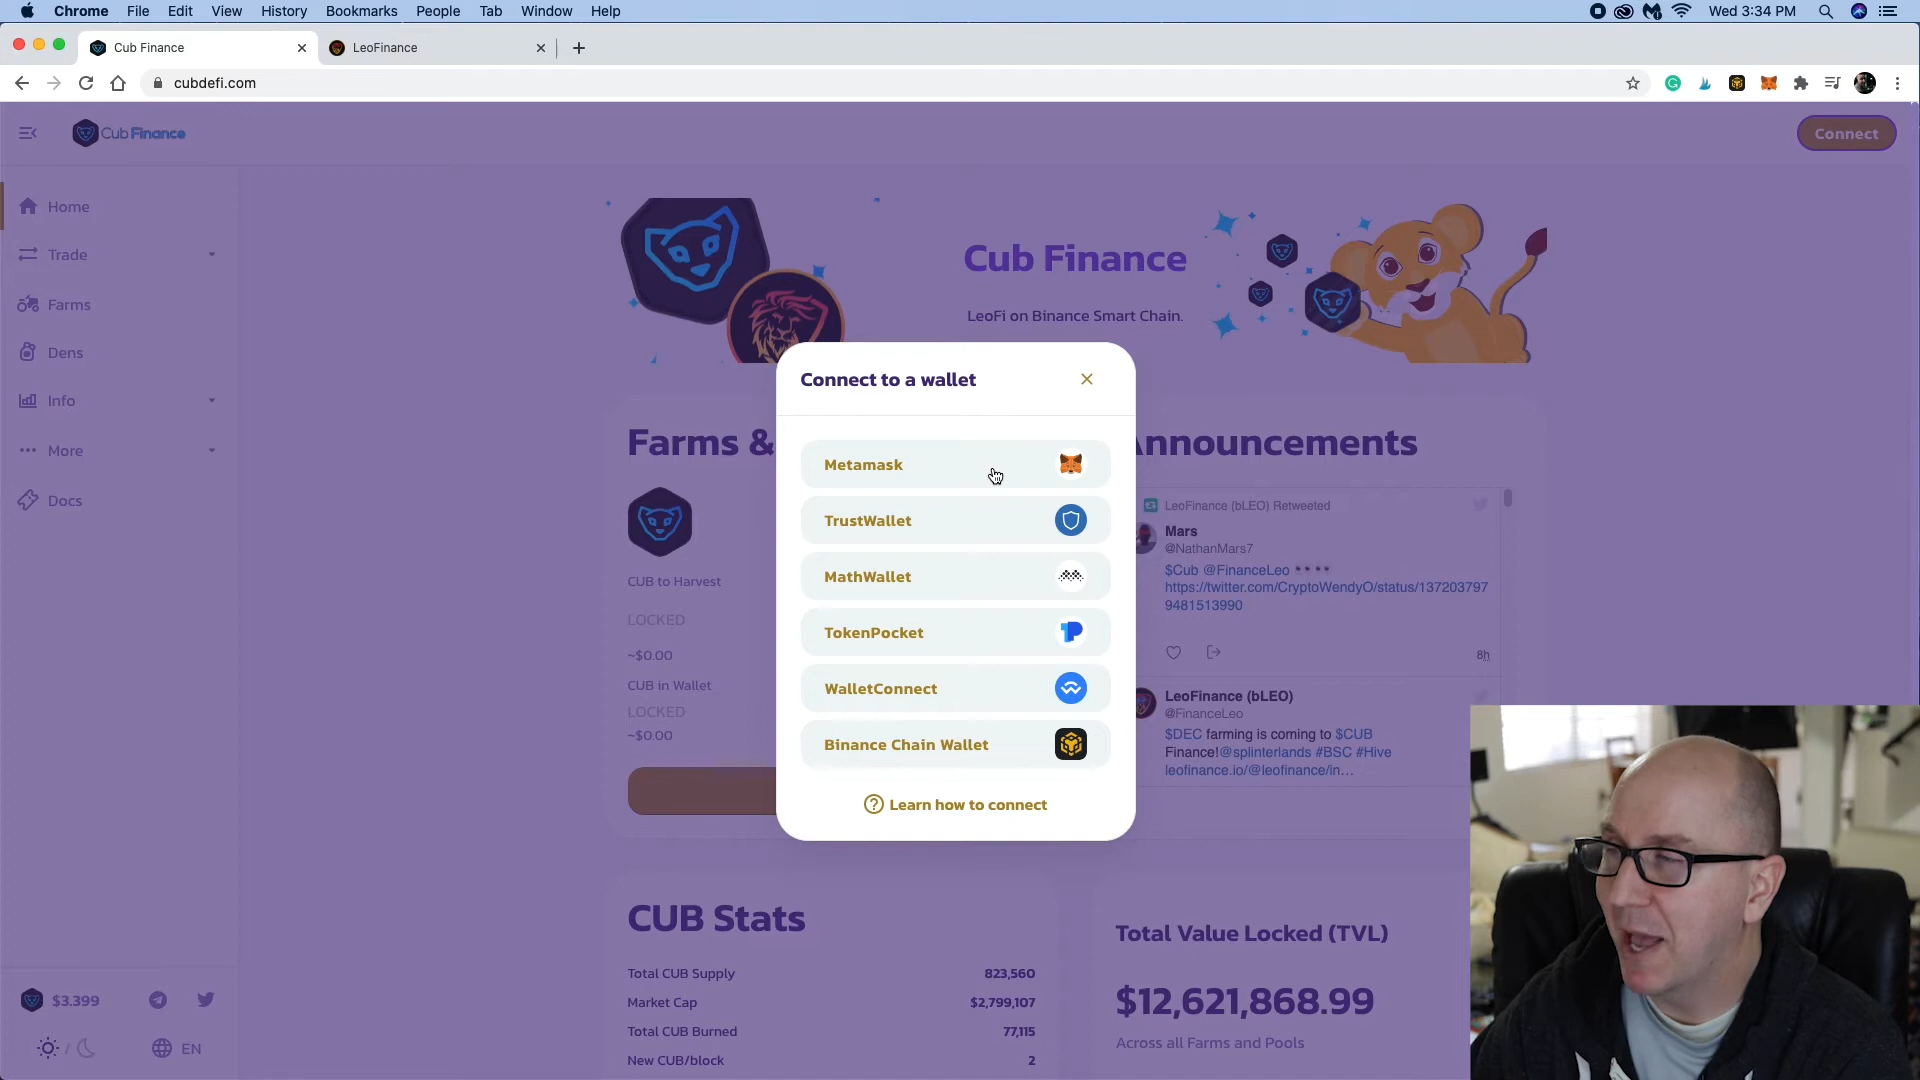 Chrome File Edit View History Bookmarks People Tab Window Help Wed 3:34 PM
Cub Finance LeoFinance
cubdefi.com
Cub Finance Connect
Home
Trade
Farms
Dens
Info
More
Docs
$3.399
EN
Cub Finance
LeoFi on Binance Smart Chain.
Connect to a wallet
Metamask
TrustWallet
MathWallet
TokenPocket
WalletConnect
Binance Chain Wallet
Learn how to connect
Farms &
CUB to Harvest
LOCKED
~$0.00
CUB in Wallet
LOCKED
~$0.00
Announcements
LeoFinance (bLEO) Retweeted
Mars
@NathanMars7
$Cub @FinanceLeo
https://twitter.com/CryptoWendyO/status/137203797
9481513990
8h
LeoFinance (bLEO)
@FinanceLeo
$DEC farming is coming to $CUB
Finance!@splinterlands #BSC #Hive
leofinance.io/@leofinance/in...
CUB Stats
Total CUB Supply 823,560
Market Cap $2,799,107
Total CUB Burned 77,115
New CUB/block 2
Total Value Locked (TVL)
$12,621,868.99
Across all Farms and Pools